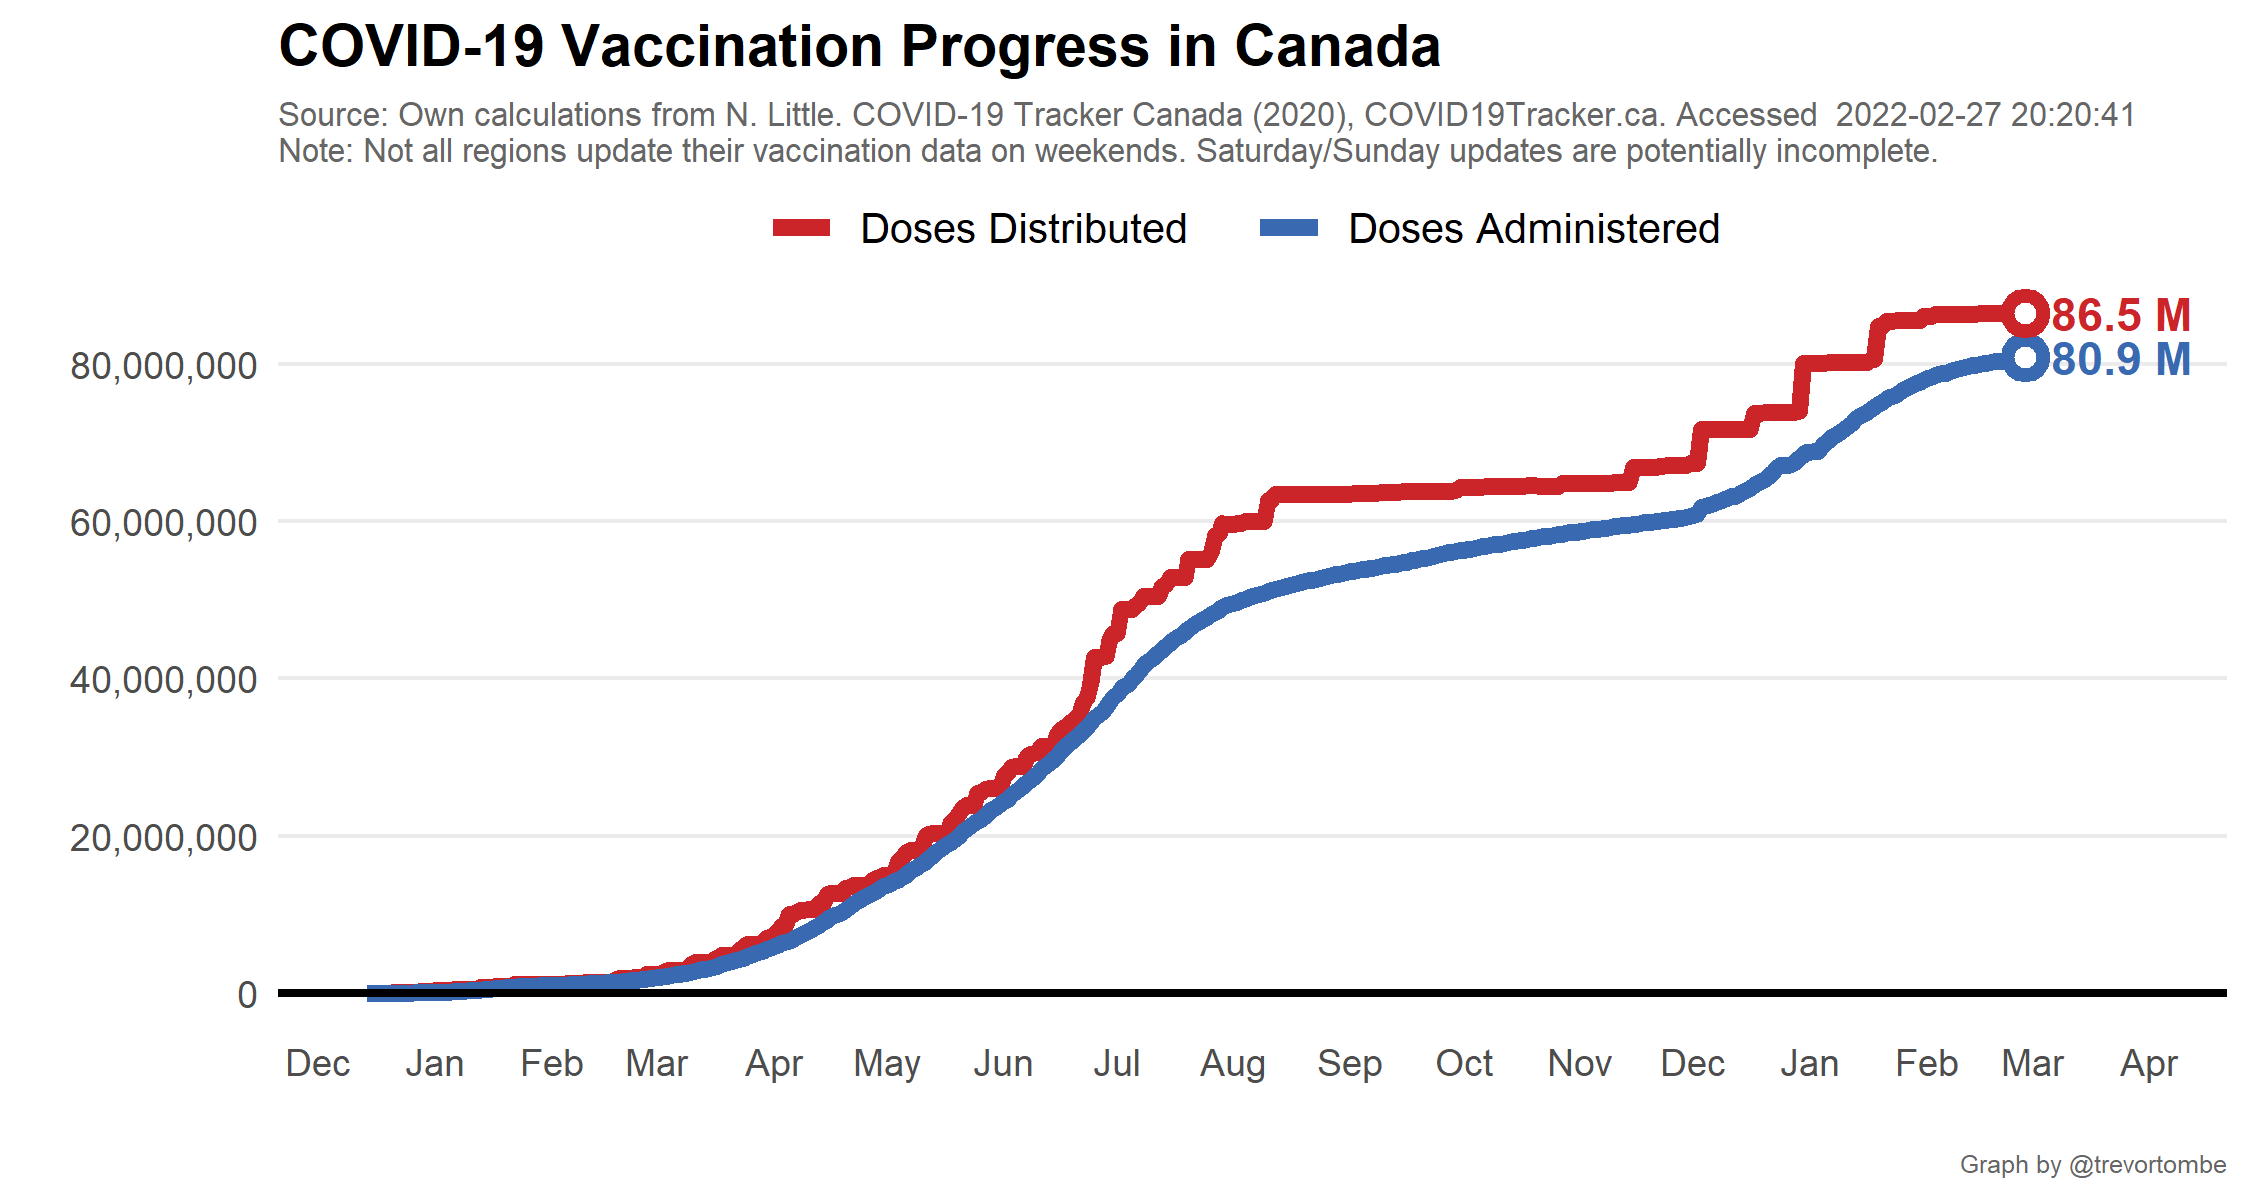 COVID-19 Vaccination Progress in Canada
Source: Own calculations from N. Little. COVID-19 Tracker Canada (2020), COVID19Tracker.ca. Accessed  2022-02-27 20:20:41
Note: Not all regions update their vaccination data on weekends. Saturday/Sunday updates are potentially incomplete.
Doses Distributed Doses Administered
86.5 M
80.9 M
80,000,000
60,000,000
40,000,000
20,000,000
0
Dec Jan Feb Mar Apr May Jun Jul Aug Sep Oct Nov Dec Jan Feb Mar Apr
Graph by @trevortombe